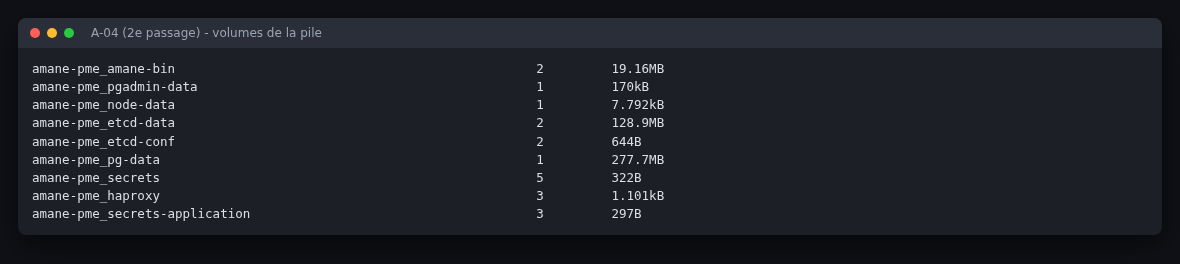 A-04 (2e passage) - volumes de la pile
amane-pme_amane-bin 2 19.16MB
amane-pme_pgadmin-data 1 170kB
amane-pme_node-data 1 7.792kB
amane-pme_etcd-data 2 128.9MB
amane-pme_etcd-conf 2 644B
amane-pme_pg-data 1 277.7MB
amane-pme_secrets 5 322B
amane-pme_haproxy 3 1.101kB
amane-pme_secrets-application 3 297B